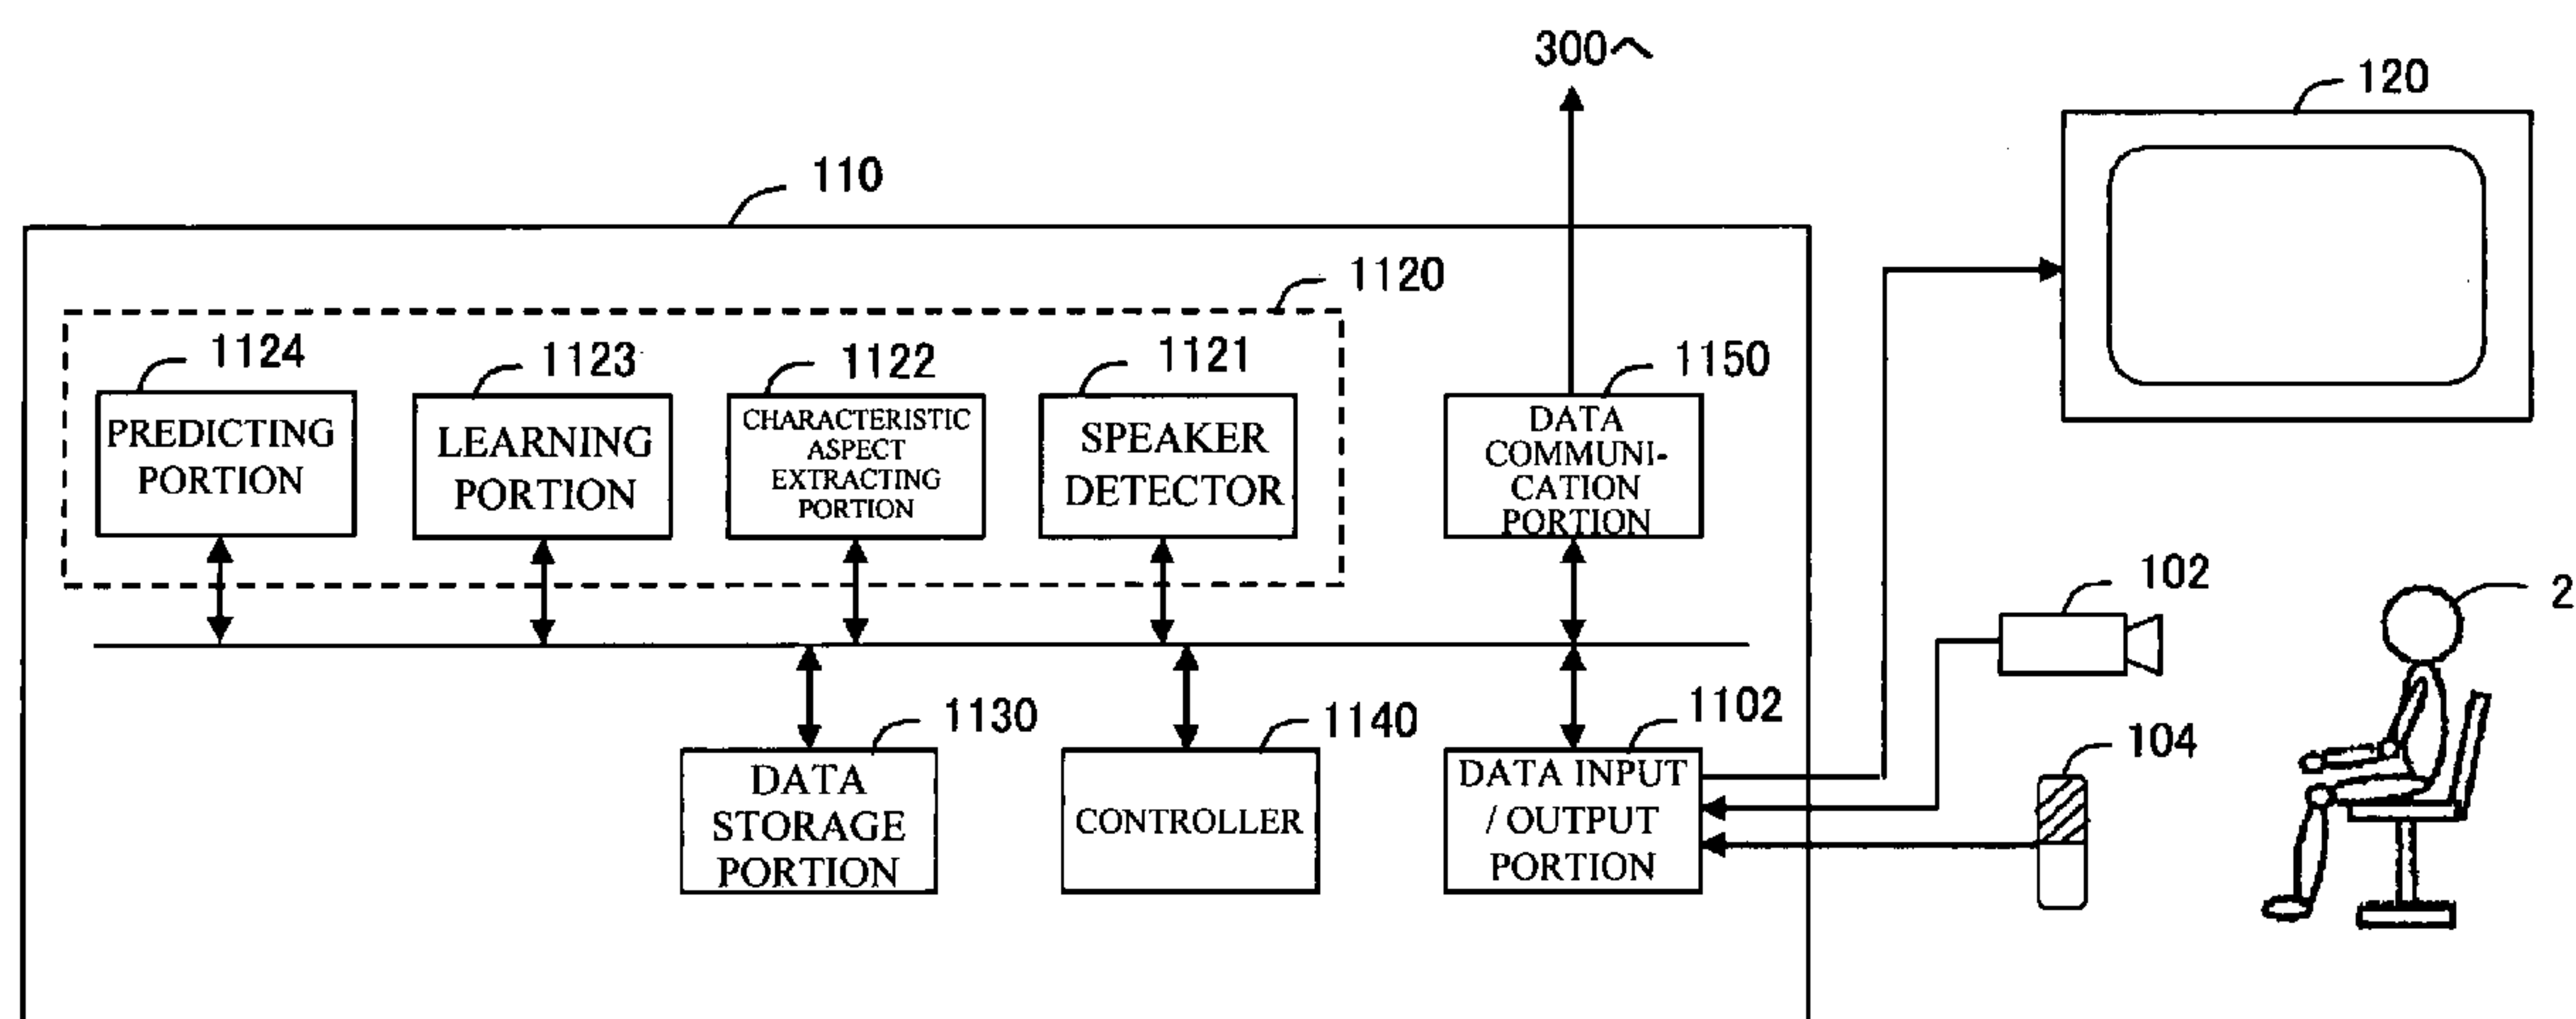 300へ
120
110
1120
1124
1123
1122
1121
1150
PREDICTING
PORTION
LEARNING
PORTION
CHARACTERISTIC
ASPECT
EXTRACTING
PORTION
SPEAKER
DETECTOR
DATA
COMMUNI-
CATION
PORTION
102
2
1130
1140
1102
104
DATA
STORAGE
PORTION
CONTROLLER
DATA INPUT
/ OUTPUT
PORTION